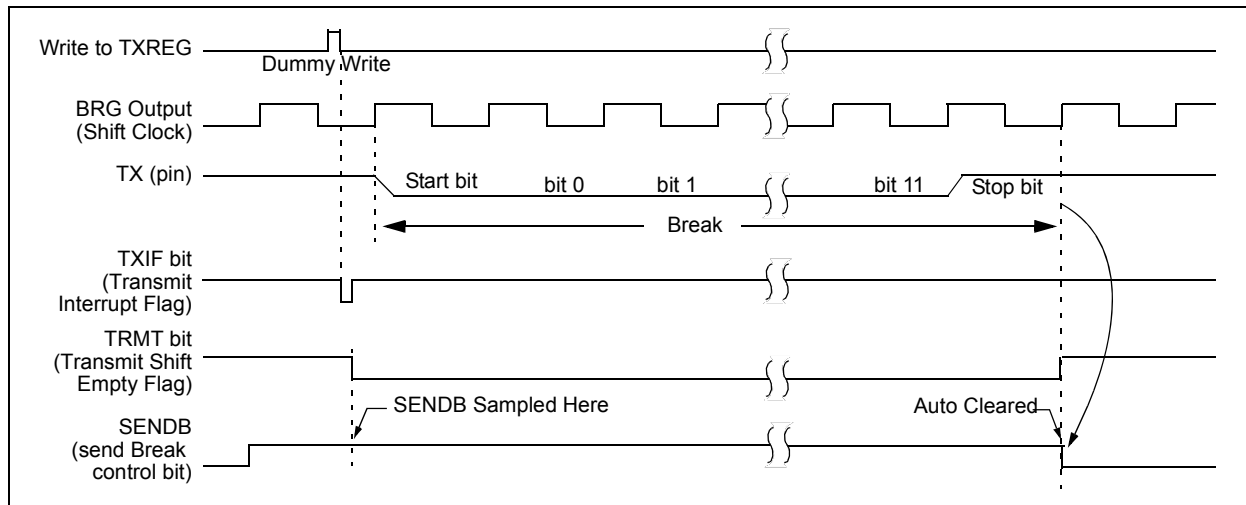 Write to TXREG
Dummy Write
BRG Output
(Shift Clock)
TX (pin)
Start bit
bit 0
bit 1
bit 11
Stop bit
Break
TXIF bit
(Transmit
Interrupt Flag)
TRMT bit
(Transmit Shift
Empty Flag)
SENDB Sampled Here
Auto Cleared
SENDB
(send Break
control bit)